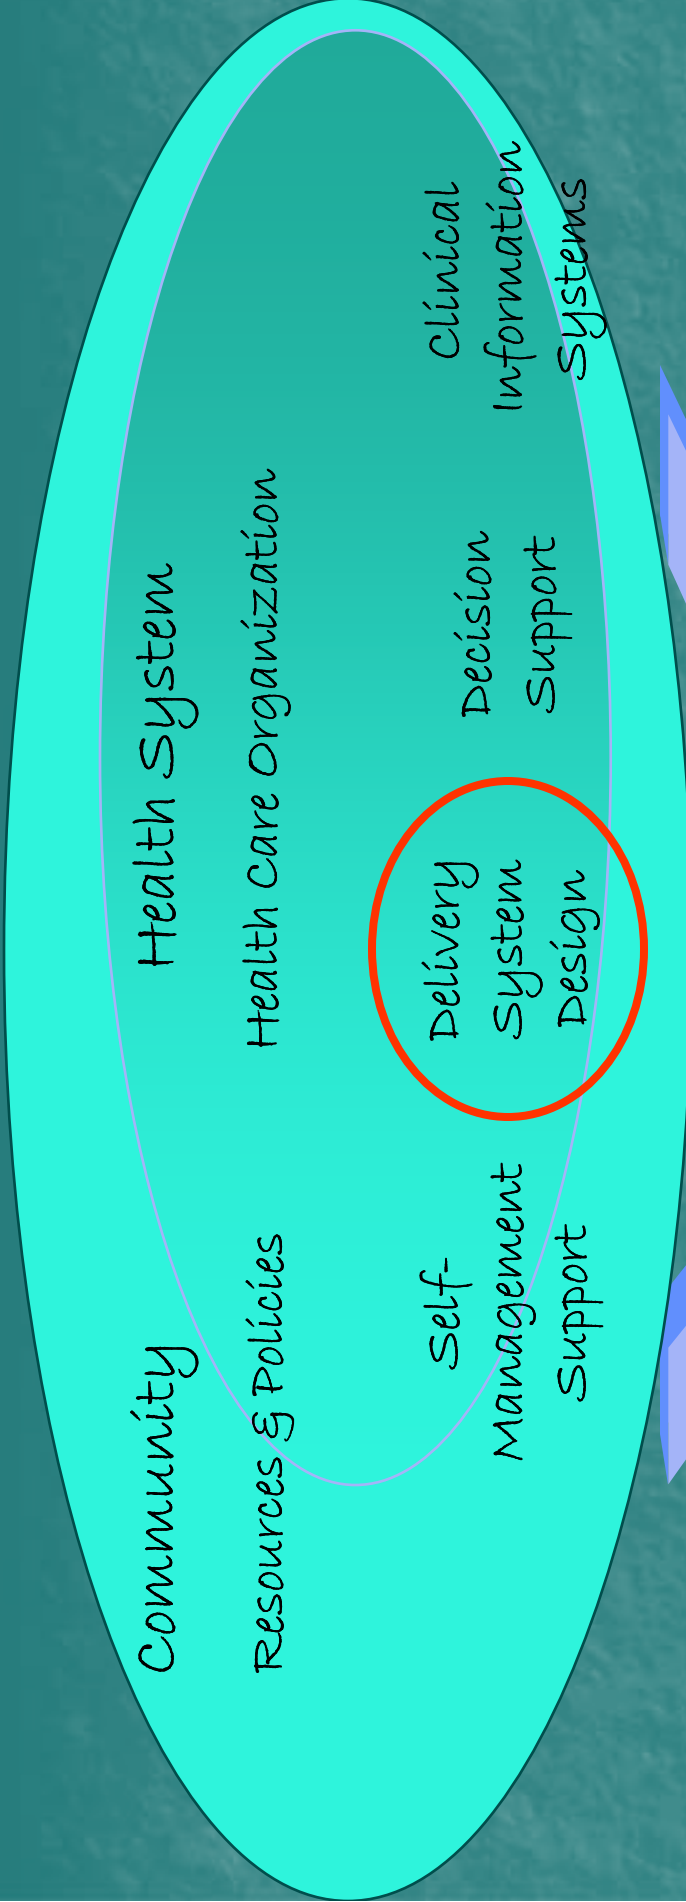 Community
Resources & Policies
Health System
Health Care Organization
Self-
Management
Support
Delivery
System
Design
Decision
Support
Clinical
Information
Systems